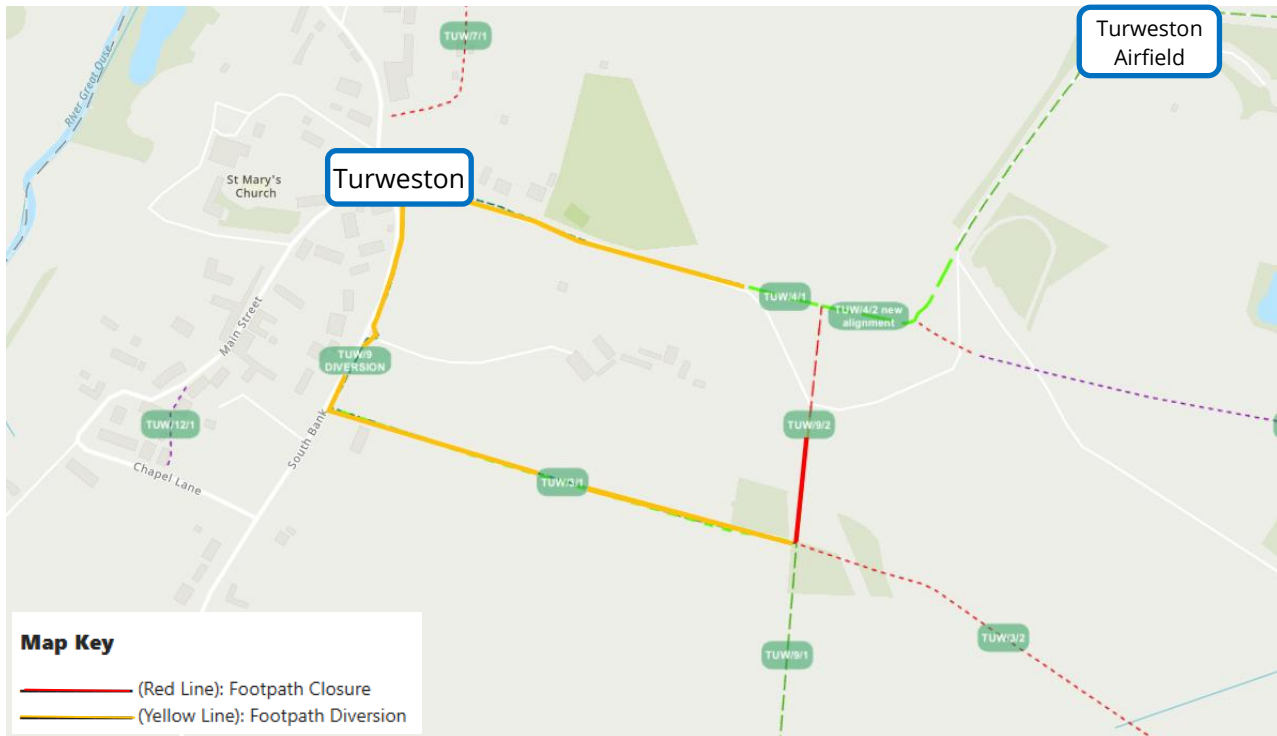 TUW/7/1
Turweston
Airfield
River Great Ouse
St Mary's
Church
Turweston
TUW/4/1
TUW/4/2 new
alignment
Main Street
TUW/9
DIVERSION
TUW/12/1
South Bank
TUW/9/2
Chapel Lane
TUW/3/1
TUW/3/2
TUW/9/1
Map Key
(Red Line): Footpath Closure
(Yellow Line): Footpath Diversion